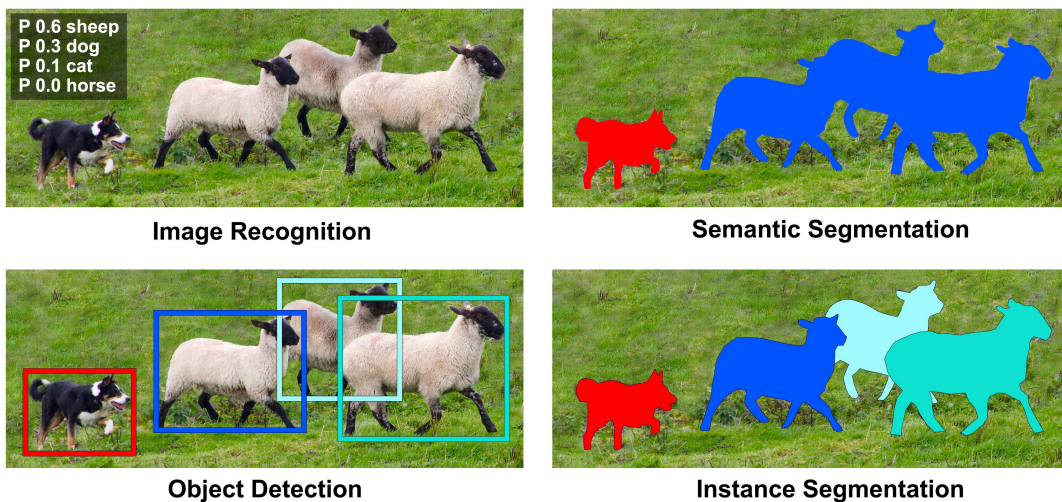 P 0.6 sheep
P 0.3 dog
P 0.1 cat
P 0.0 horse
Image Recognition
Semantic Segmentation
Object Detection
Instance Segmentation